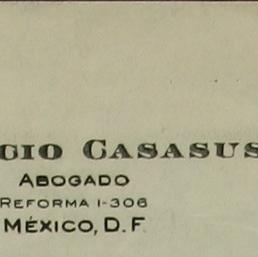 GIO CASASUS
ABOGADO
REFORMA 1-306
MÉXICO, D.F.